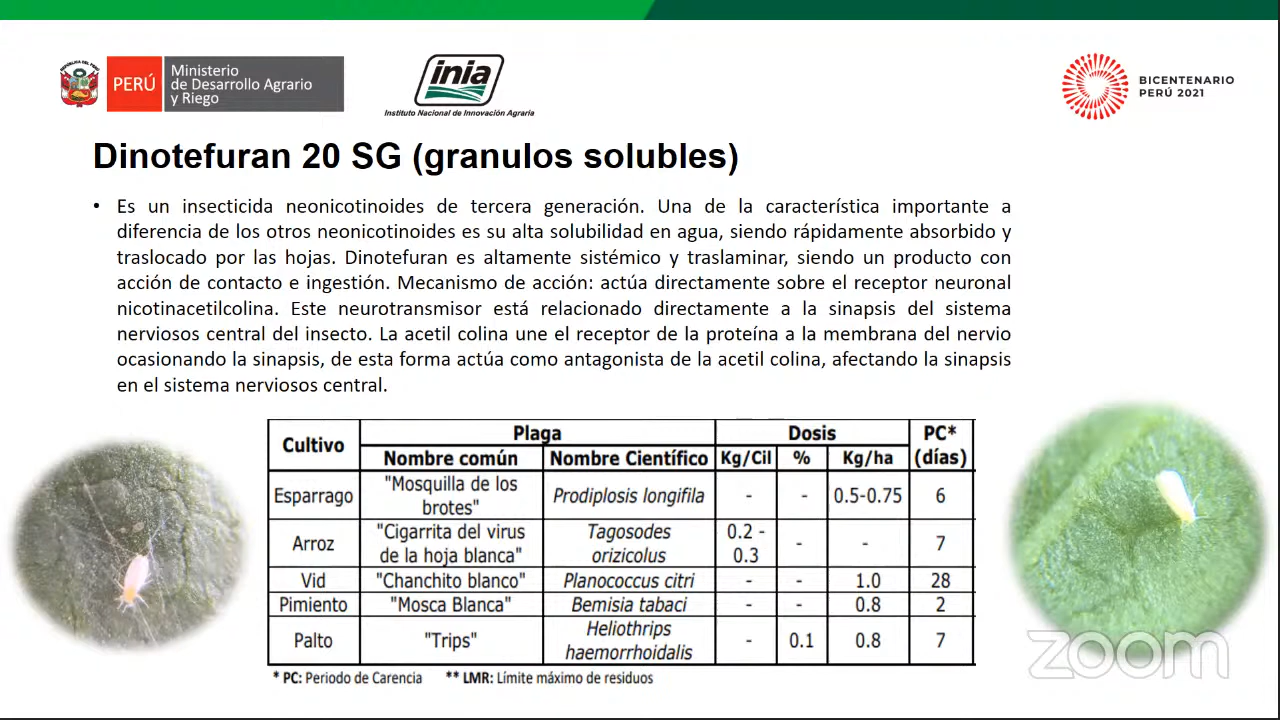 PERÚ
Ministerio
de Desarrollo Agrario
y Riego
inia
Instituto Nacional de Innovación Agraria
BICENTENARIO
PERÚ 2021
Dinotefuran 20 SG (granulos solubles)
• Es un insecticida neonicotinoides de tercera generación. Una de la característica importante a
diferencia de los otros neonicotinoides es su alta solubilidad en agua, siendo rápidamente absorbido y
traslocado por las hojas. Dinotefuran es altamente sistémico y traslaminar, siendo un producto con
acción de contacto e ingestión. Mecanismo de acción: actúa directamente sobre el receptor neuronal
nicotinacetilcolina. Este neurotransmisor está relacionado directamente a la sinapsis del sistema
nerviosos central del insecto. La acetil colina une el receptor de la proteína a la membrana del nervio
ocasionando la sinapsis, de esta forma actúa como antagonista de la acetil colina, afectando la sinapsis
en el sistema nerviosos central.
Cultivo Plaga Dosis PC* (días)
Nombre común Nombre Científico Kg/Cil % Kg/ha
Esparrago "Mosquilla de los brotes" Prodiplosis longifila - - 0.5-0.75 6
Arroz "Cigarrita del virus de la hoja blanca" Tagosodes orizicolus 0.2 - 0.3 - - 7
Vid "Chanchito blanco" Planococcus citri - - 1.0 28
Pimiento "Mosca Blanca" Bemisia tabaci - - 0.8 2
Palto "Trips" Heliothrips haemorrhoidalis - 0.1 0.8 7
* PC: Periodo de Carencia ** LMR: Límite máximo de residuos
zoom